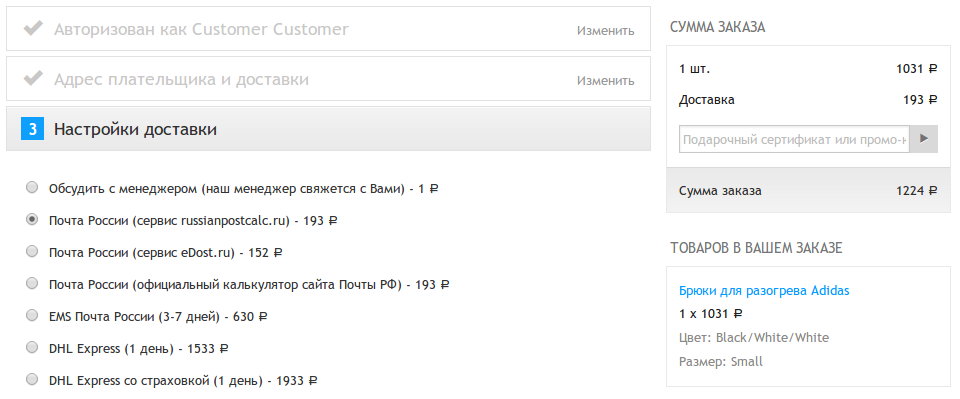 Авторизован как Customer Customer
Изменить
Адрес плательщика и доставки
Изменить
3 Настройки доставки
Обсудить с менеджером (наш менеджер свяжется с Вами) - 1 ₽
Почта России (сервис russianpostcalc.ru) - 193 ₽
Почта России (сервис eDost.ru) - 152 ₽
Почта России (официальный калькулятор сайта Почты РФ) - 193 ₽
EMS Почта России (3-7 дней) - 630 ₽
DHL Express (1 день) - 1533 ₽
DHL Express со страховкой (1 день) - 1933 ₽
СУММА ЗАКАЗА
1 шт. 1031 ₽
Доставка 193 ₽
Подарочный сертификат или промо-к
Сумма заказа 1224 ₽
ТОВАРОВ В ВАШЕМ ЗАКАЗЕ
Брюки для разогрева Adidas
1 x 1031 ₽
Цвет: Black/White/White
Размер: Small